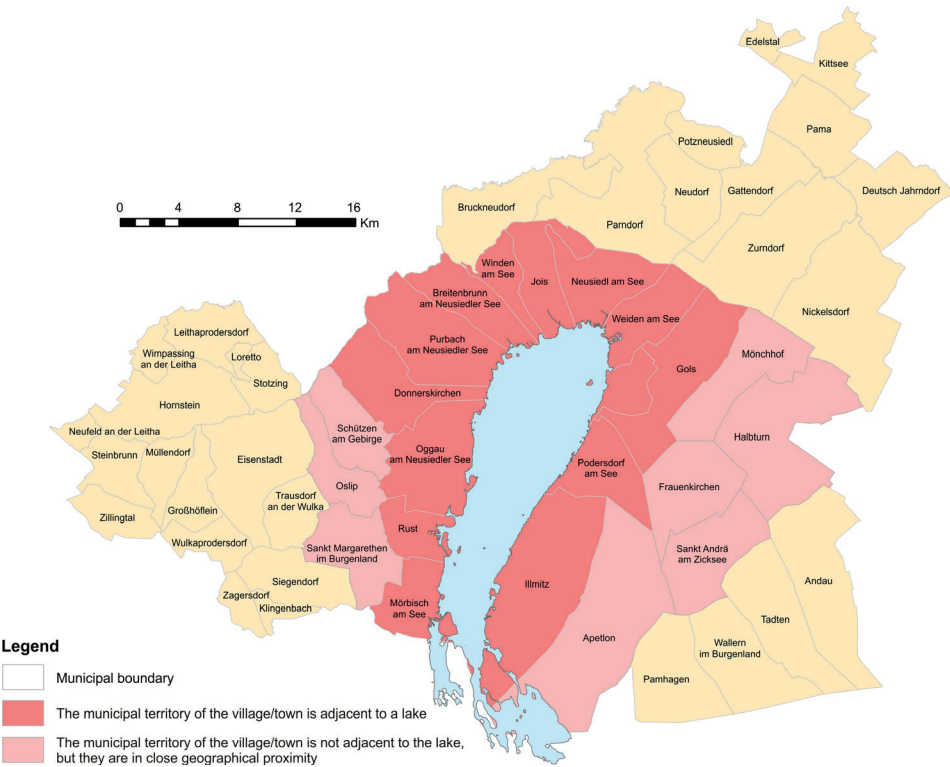 Edelstal
Kittsee
Pama
Potzneusiedl
Deutsch Jahrndorf
Neudorf
Gattendorf
Bruckneudorf
Parndorf
Zurndorf
Nickelsdorf
0 4 8 12 16
Km
Winden
am See
Jois
Neusiedl am See
Breitenbrunn
am Neusiedler See
Weiden am See
Purbach
am Neusiedler See
Gols
Mönchhof
Donnerskirchen
Leithaprodersdorf
Wimpassing
an der Leitha
Loretto
Stotzing
Hornstein
Neufeld an der Leitha
Steinbrunn
Müllendorf
Eisenstadt
Schützen
am Gebirge
Oggau
am Neusiedler See
Podersdorf
am See
Halbturn
Frauenkirchen
Oslip
Trausdorf
an der Wulka
Zillingtal
Großhöflein
Rust
Wulkaprodersdorf
Sankt Margarethen
im Burgenland
Sankt Andrä
am Zicksee
Siegendorf
Zagersdorf
Klingenbach
Mörbisch
am See
Illmitz
Andau
Apetlon
Tadten
Wallern
im Burgenland
Pamhagen
Legend
Municipal boundary
The municipal territory of the village/town is adjacent to a lake
The municipal territory of the village/town is not adjacent to the lake,
but they are in close geographical proximity